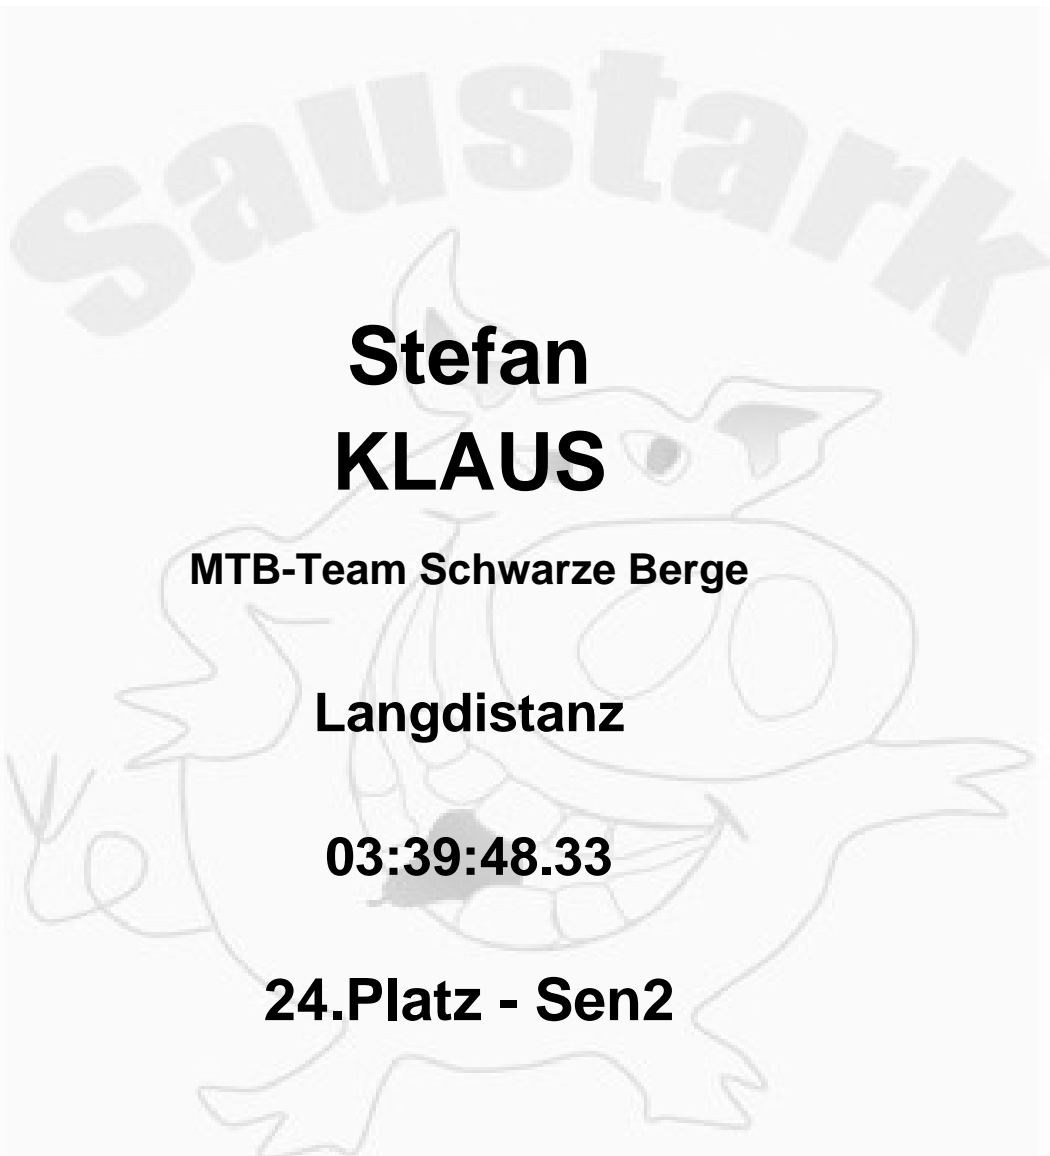 Saustark
Stefan
KLAUS
MTB-Team Schwarze Berge
Langdistanz
03:39:48.33
24.Platz - Sen2